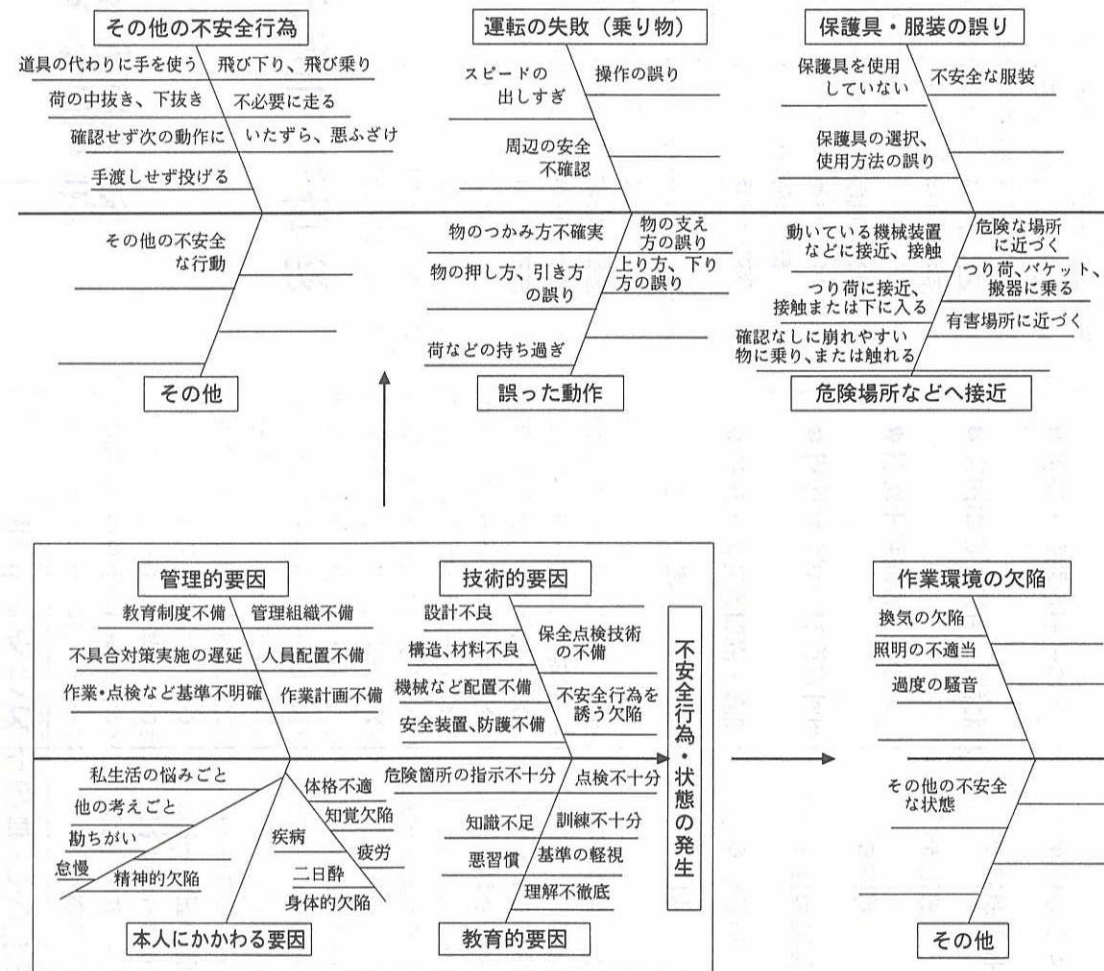 その他の不安全行為
道具の代わりに手を使う
飛び下り、飛び乗り
荷の中抜き、下抜き
不必要に走る
確認せず次の動作に
いたずら、悪ふざけ
手渡しせず投げる
運転の失敗（乗り物）
スピードの
出しすぎ
操作の誤り
周辺の安全
不確認
保護具・服装の誤り
保護具を使用
していない
不安全な服装
保護具の選択、
使用方法の誤り
その他の不安全
な行動
その他
物のつかみ方不確実
物の支え
方の誤り
物の押し方、引き方
の誤り
上り方、下り
方の誤り
荷などの持ち過ぎ
誤った動作
動いている機械装置
などに接近、接触
危険な場所
に近づく
つり荷に接近、
接触または下に入る
つり荷、バケット、
搬器に乗る
確認なしに崩れやすい
物に乗り、または触れる
有害場所に近づく
危険場所などへ接近
管理的要因
教育制度不備
管理組織不備
不具合対策実施の遅延
人員配置不備
作業・点検など基準不明確
作業計画不備
技術的要因
設計不良
構造、材料不良
機械など配置不備
安全装置、防護不備
保全点検技術
の不備
不安全行為を
誘う欠陥
私生活の悩みごと
他の考えごと
勘ちがい
怠慢
精神的欠陥
体格不適
知覚欠陥
疾病
疲労
二日酔
身体的欠陥
本人にかかわる要因
危険箇所の指示不十分
点検不十分
知識不足
訓練不十分
悪習慣
基準の軽視
理解不徹底
教育的要因
不安全行為・状態の発生
作業環境の欠陥
換気の欠陥
照明の不適当
過度の騒音
その他の不安全
な状態
その他